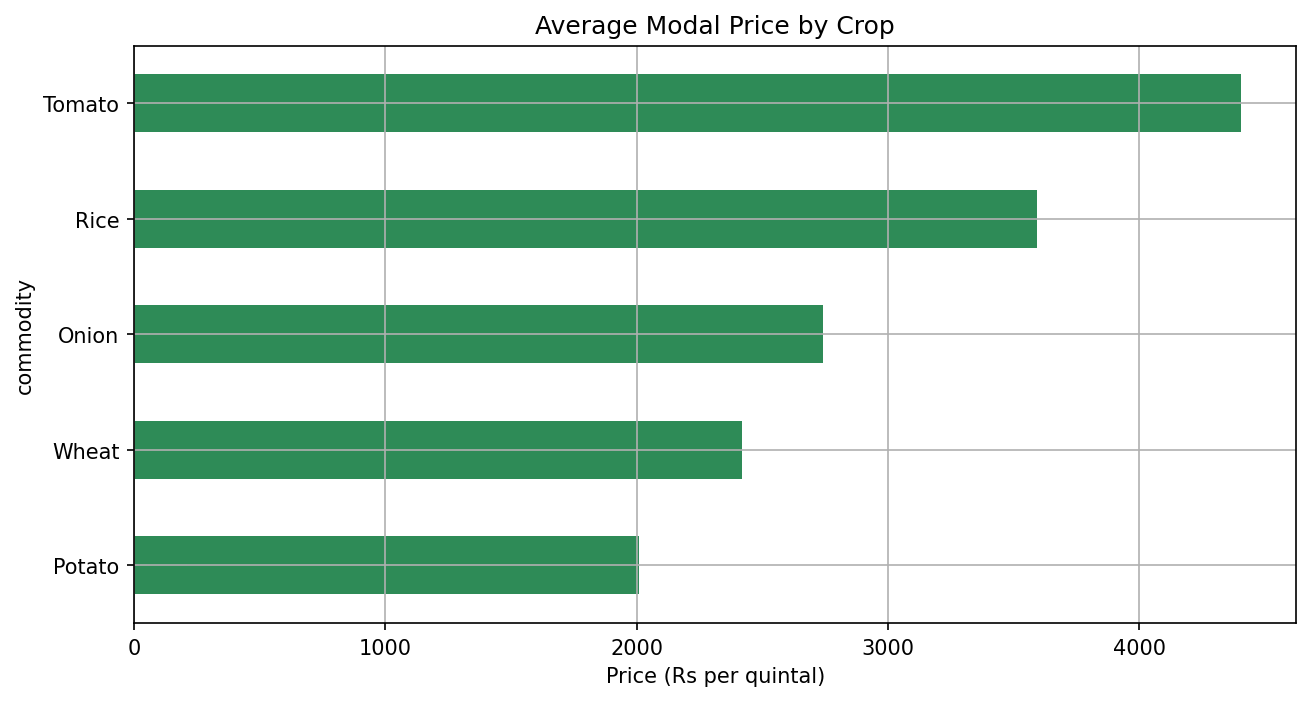 Average Modal Price by Crop
Tomato
Rice
Onion
Wheat
Potato
commodity
0 1000 2000 3000 4000
Price (Rs per quintal)